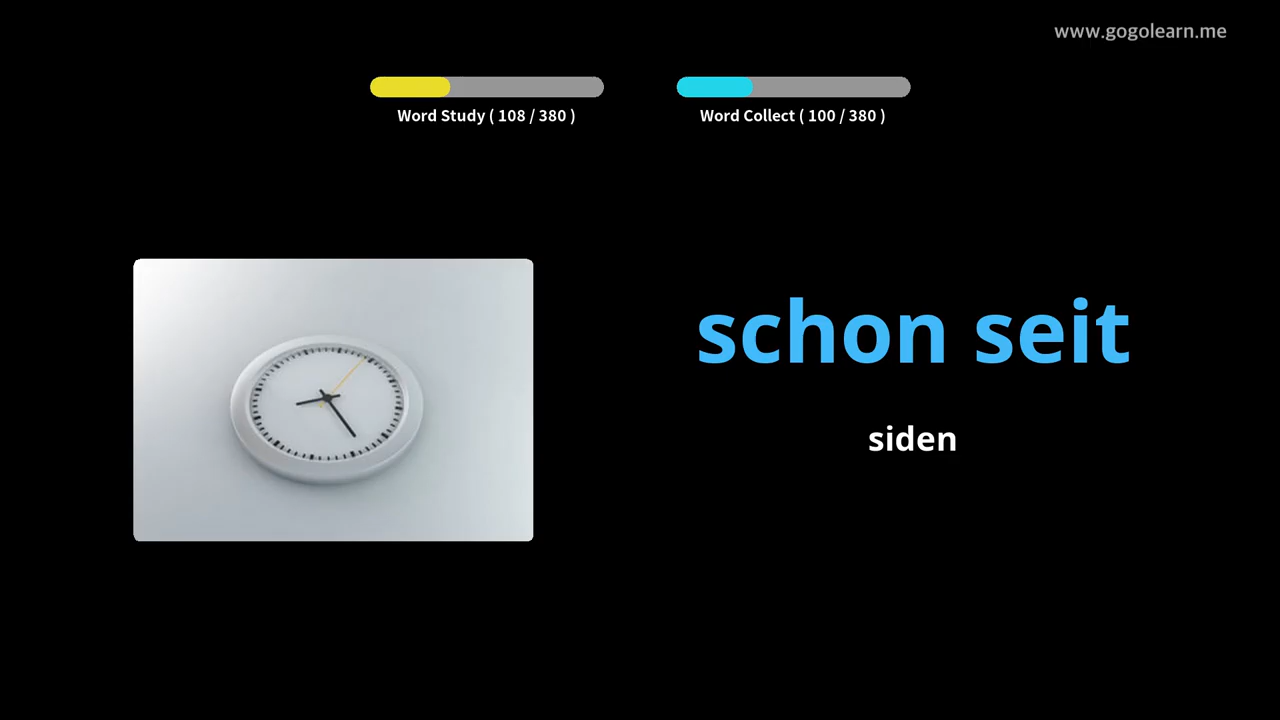 www.gogolearn.me
Word Study ( 108 / 380 )
Word Collect ( 100 / 380 )
schon seit
siden